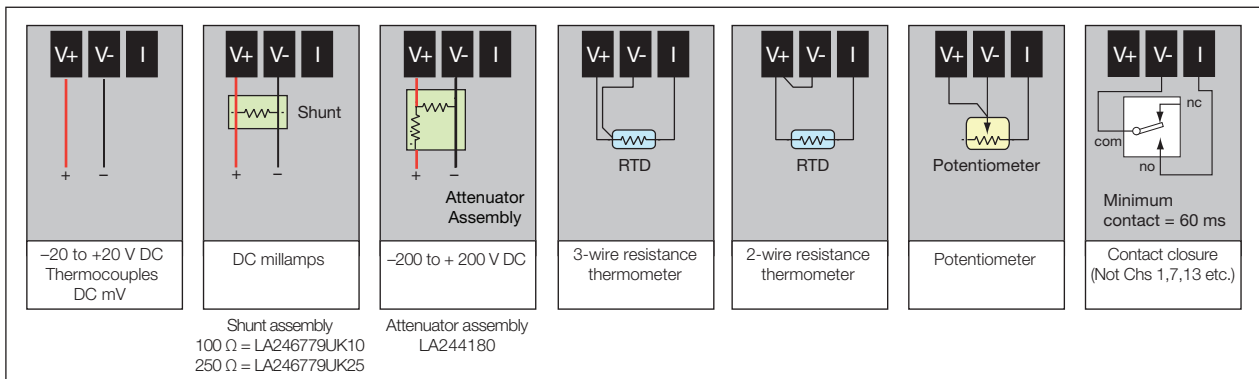 V+ V- I
+ −
−20 to +20 V DC
Thermocouples
DC mV
V+ V- I
Shunt
+ −
DC millamps
Shunt assembly
100 Ω = LA246779UK10
250 Ω = LA246779UK25
V+ V- I
+ −
Attenuator
Assembly
−200 to + 200 V DC
Attenuator assembly
LA244180
V+ V- I
RTD
3-wire resistance
thermometer
V+ V- I
RTD
2-wire resistance
thermometer
V+ V- I
Potentiometer
Potentiometer
V+ V- I
nc
com
no
Minimum
contact = 60 ms
Contact closure
(Not Chs 1,7,13 etc.)